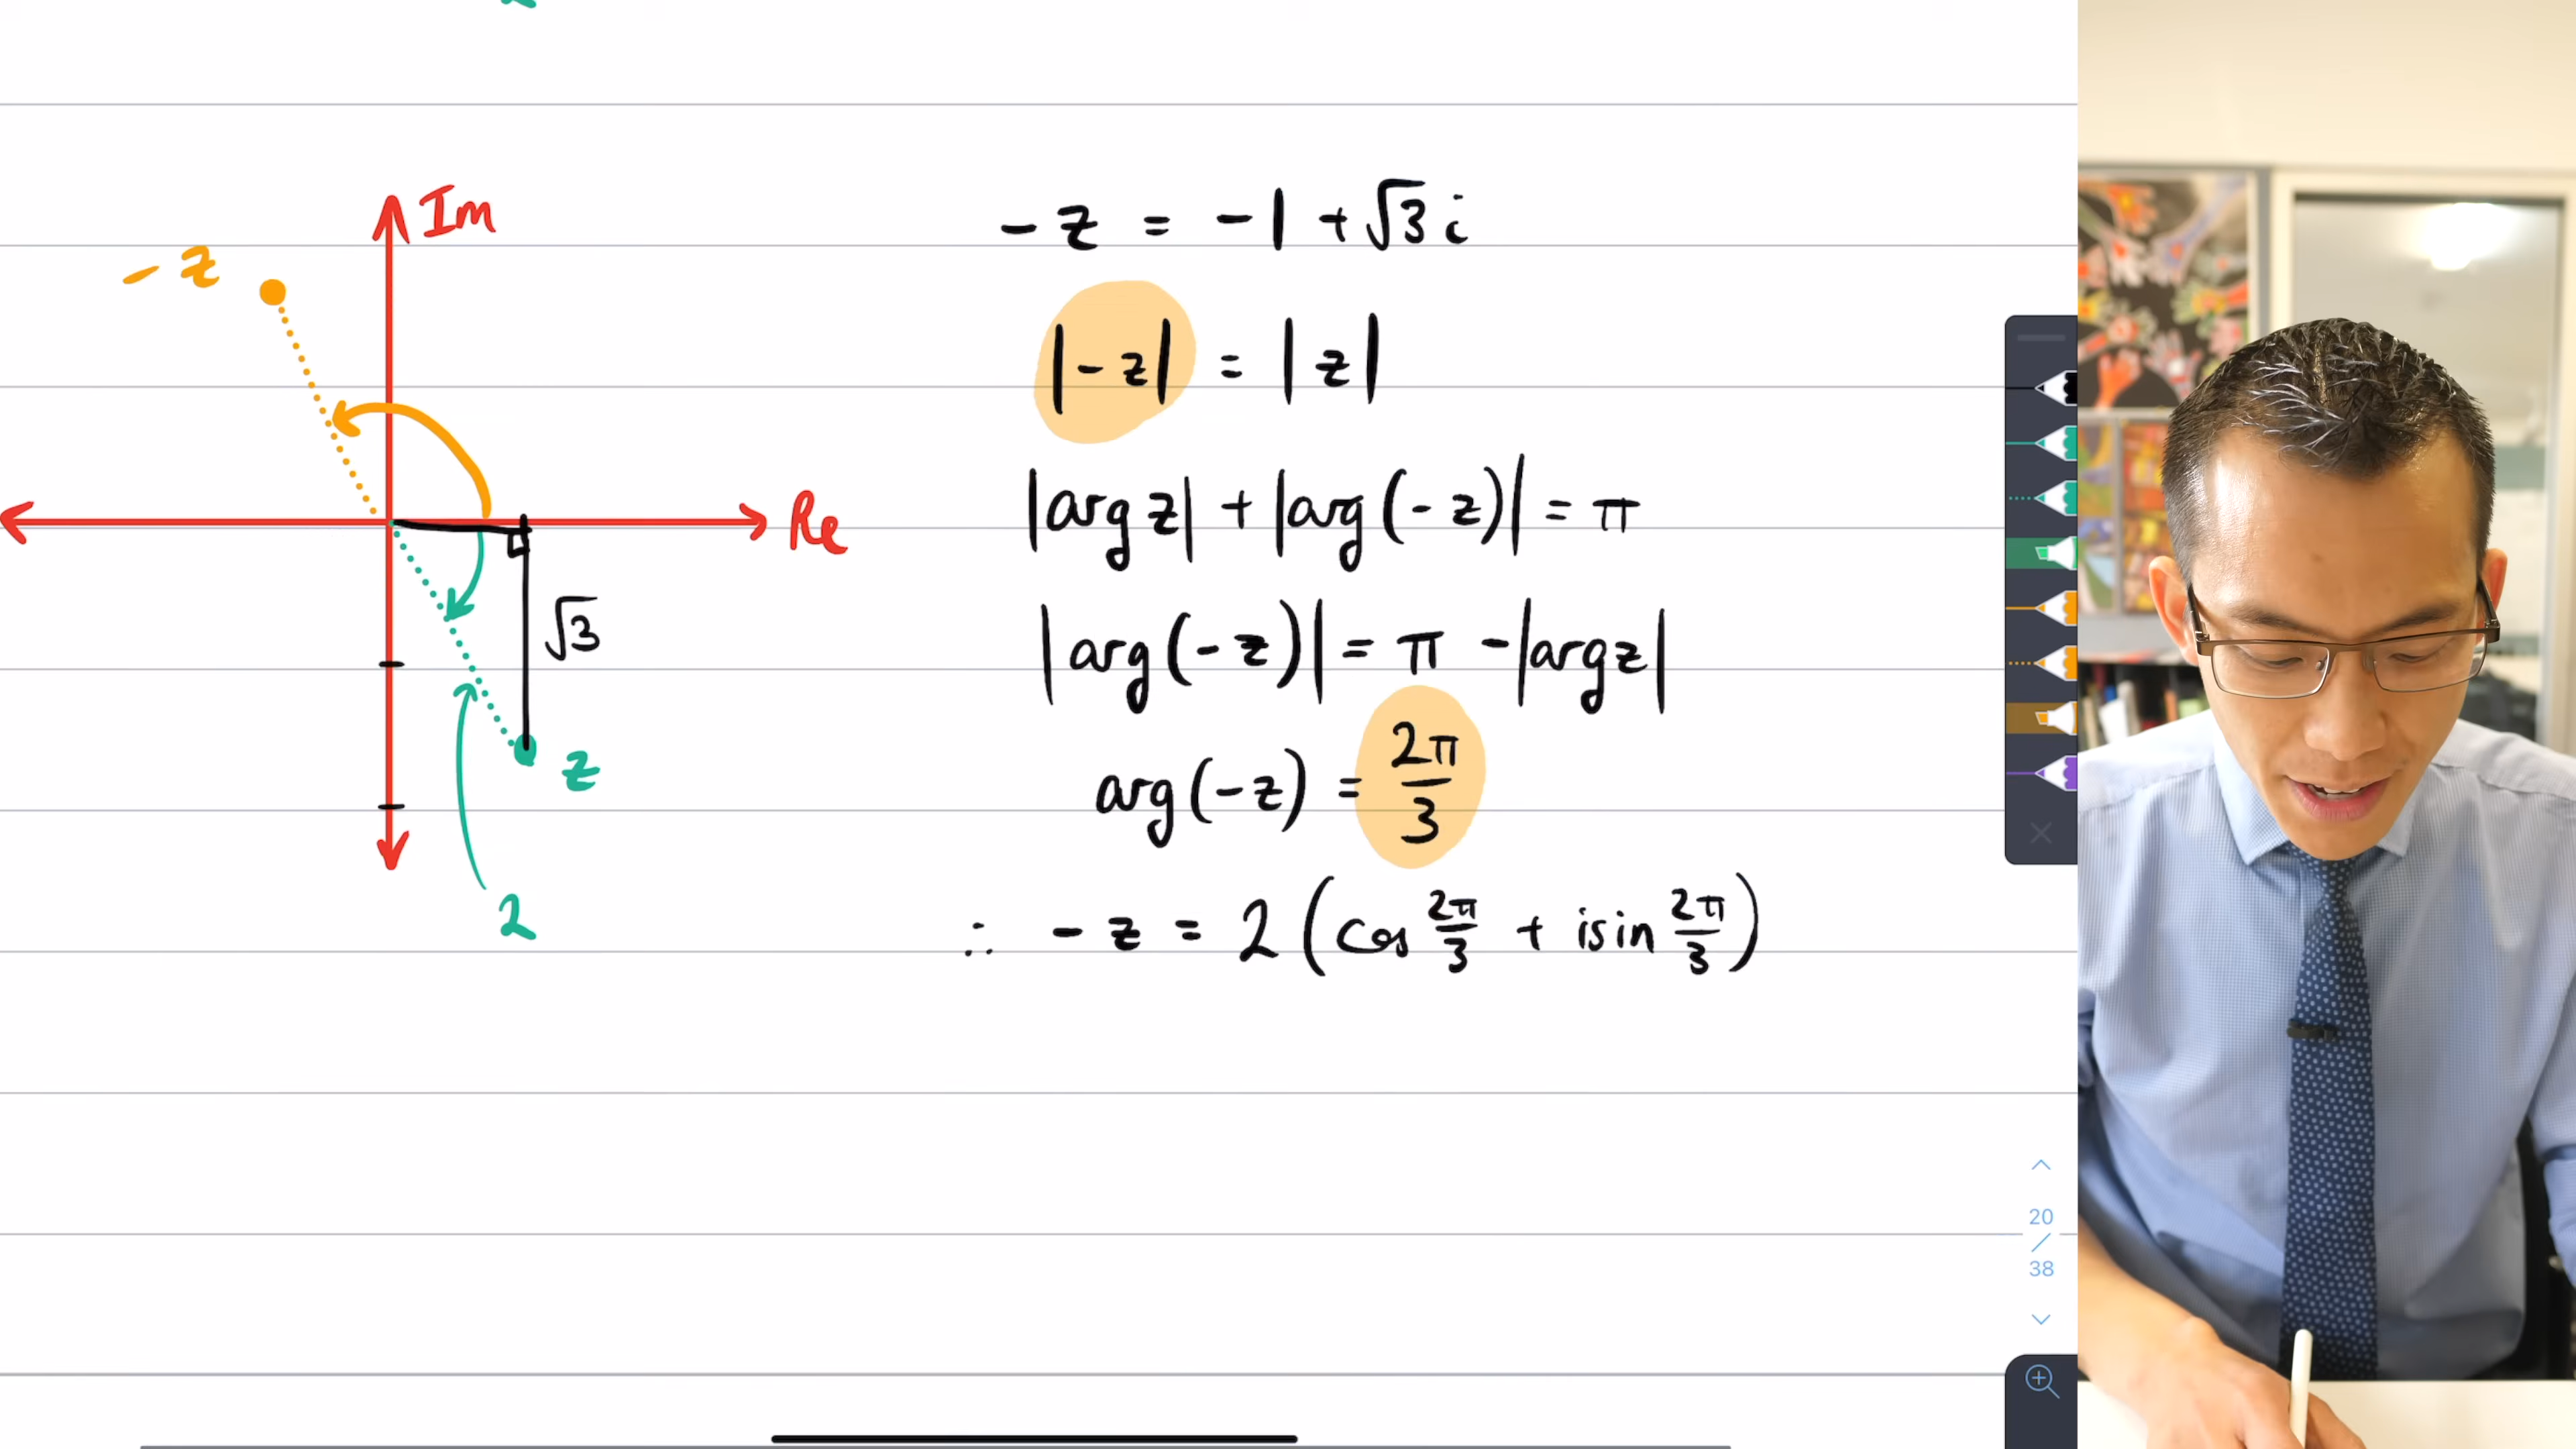 Im
- z
Re
√3
z
2
- z = -1 + √3 i
|- z| = |z|
|arg z| + |arg (- z)| = π
|arg (- z)| = π - |arg z|
arg (-z) = 2π/3
∴ - z = 2 (cos 2π/3 + i sin 2π/3)
20
/
38